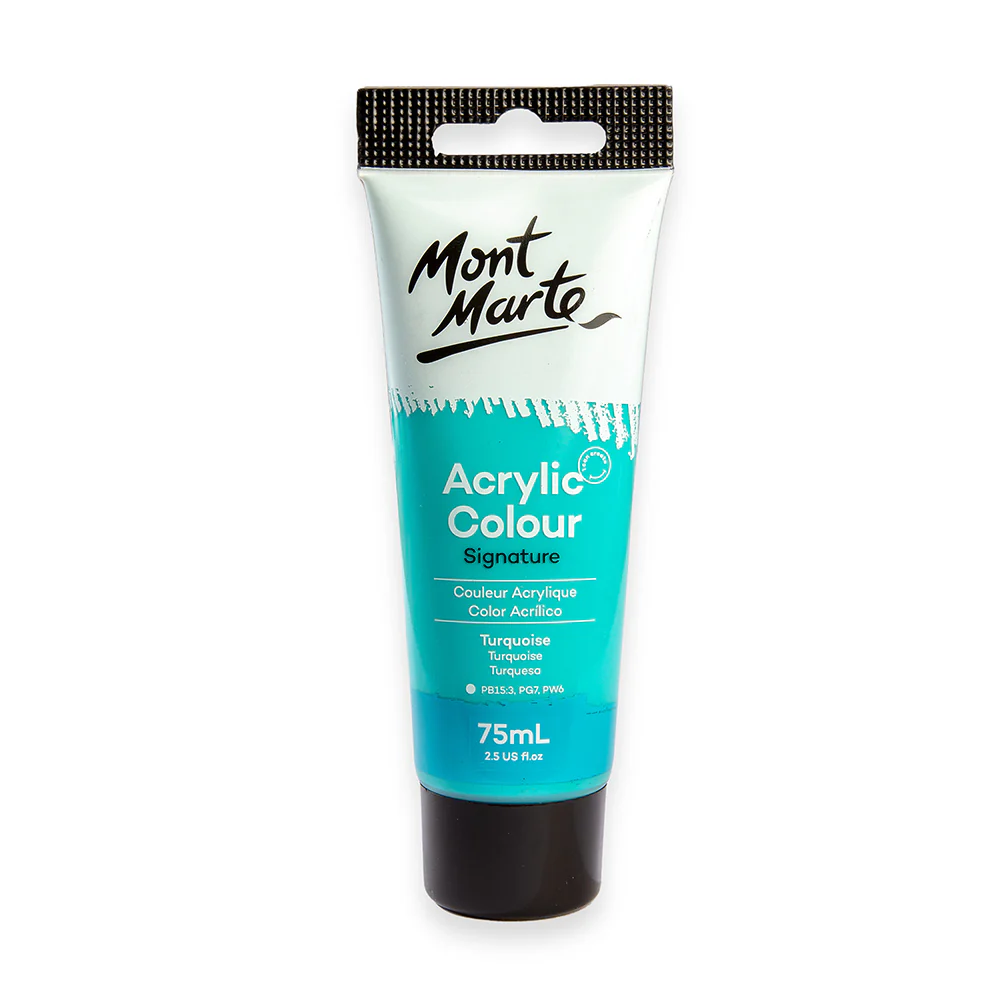 Mont
Marte
Acrylic
Colour
Signature
Couleur Acrylique
Color Acrílico
Turquoise
Turquoise
Turquesa
PB15:3, PG7, PW6
75mL
2.5 US fl.oz